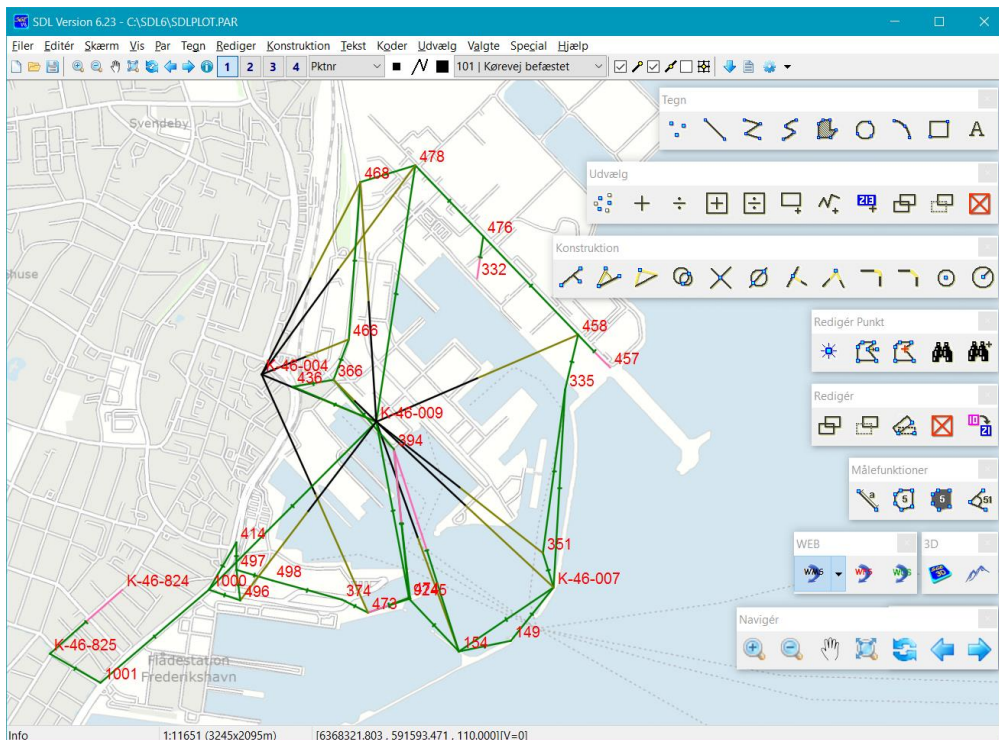 SDL Version 6.23 - C:\SDL6\SDLPLOT.PAR
Filer Editér Skærm Vis Par Tegn Rediger Konstruktion Tekst Koder Udvælg Valgte Special Hjælp
1 2 3 4 Pktnr 101 | Kørevej befæstet
Tegn
A
Svendeby
478
468
Udvælg
476
332
Konstruktion
huse
458
457
Redigér Punkt
466
K-46-004
436
366
335
K-46-009
394
Redigér
Målefunktioner
a 5 5 51
414
497
K-46-824
1000
498
496
351
K-46-007
374
473
WEB
3D
149
154
K-46-825
1001
Flådestation
Frederikshavn
Navigér
Info 1:11651 (3245x2095m) [6368321.803 , 591593.471 , 110.000][V=0]